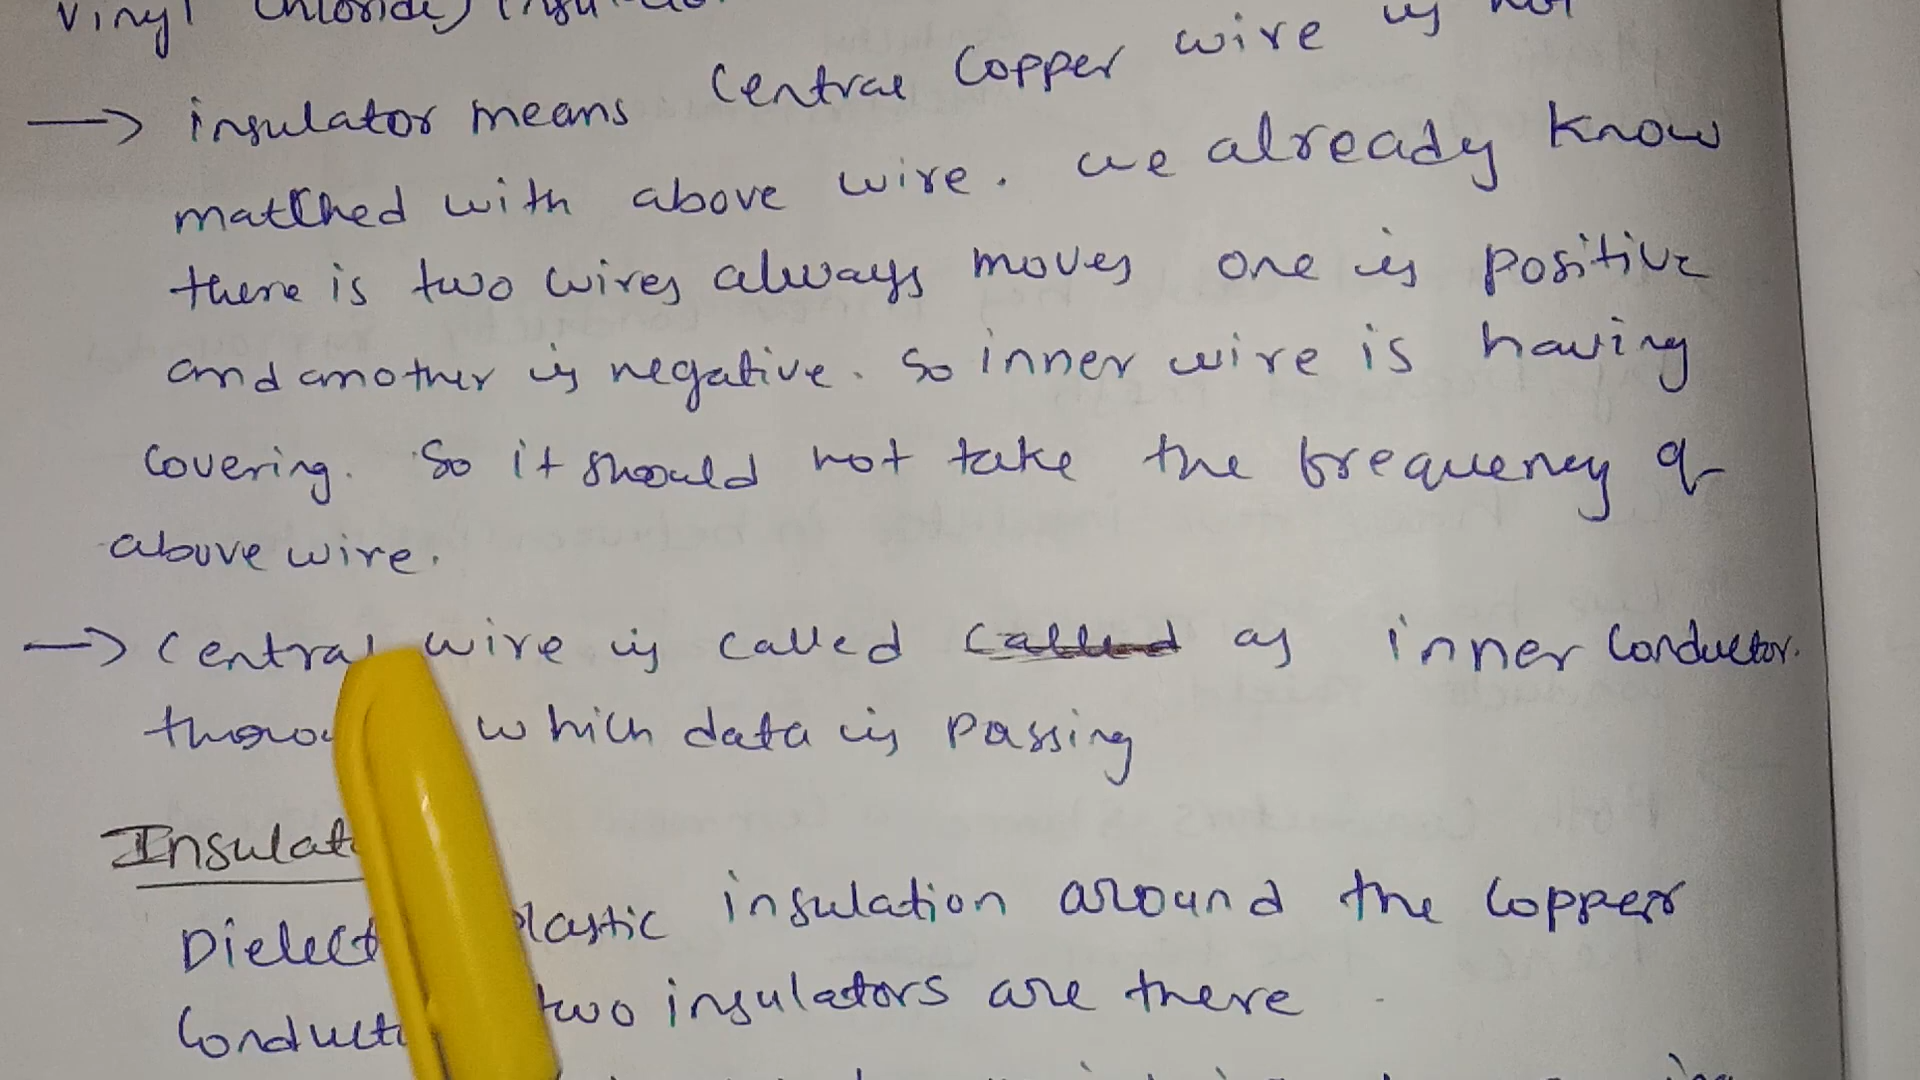 Vinyl Chloride)
→ insulator means Central Copper wire is not
matched with above wire. we already know
there is two wires always moves one is positive
and another is negative. So inner wire is having
covering. So it should not take the frequency of
above wire.
→ Central wire is called called as inner Conductor.
which data is passing
plastic insulation around the Copper
two insulators are there